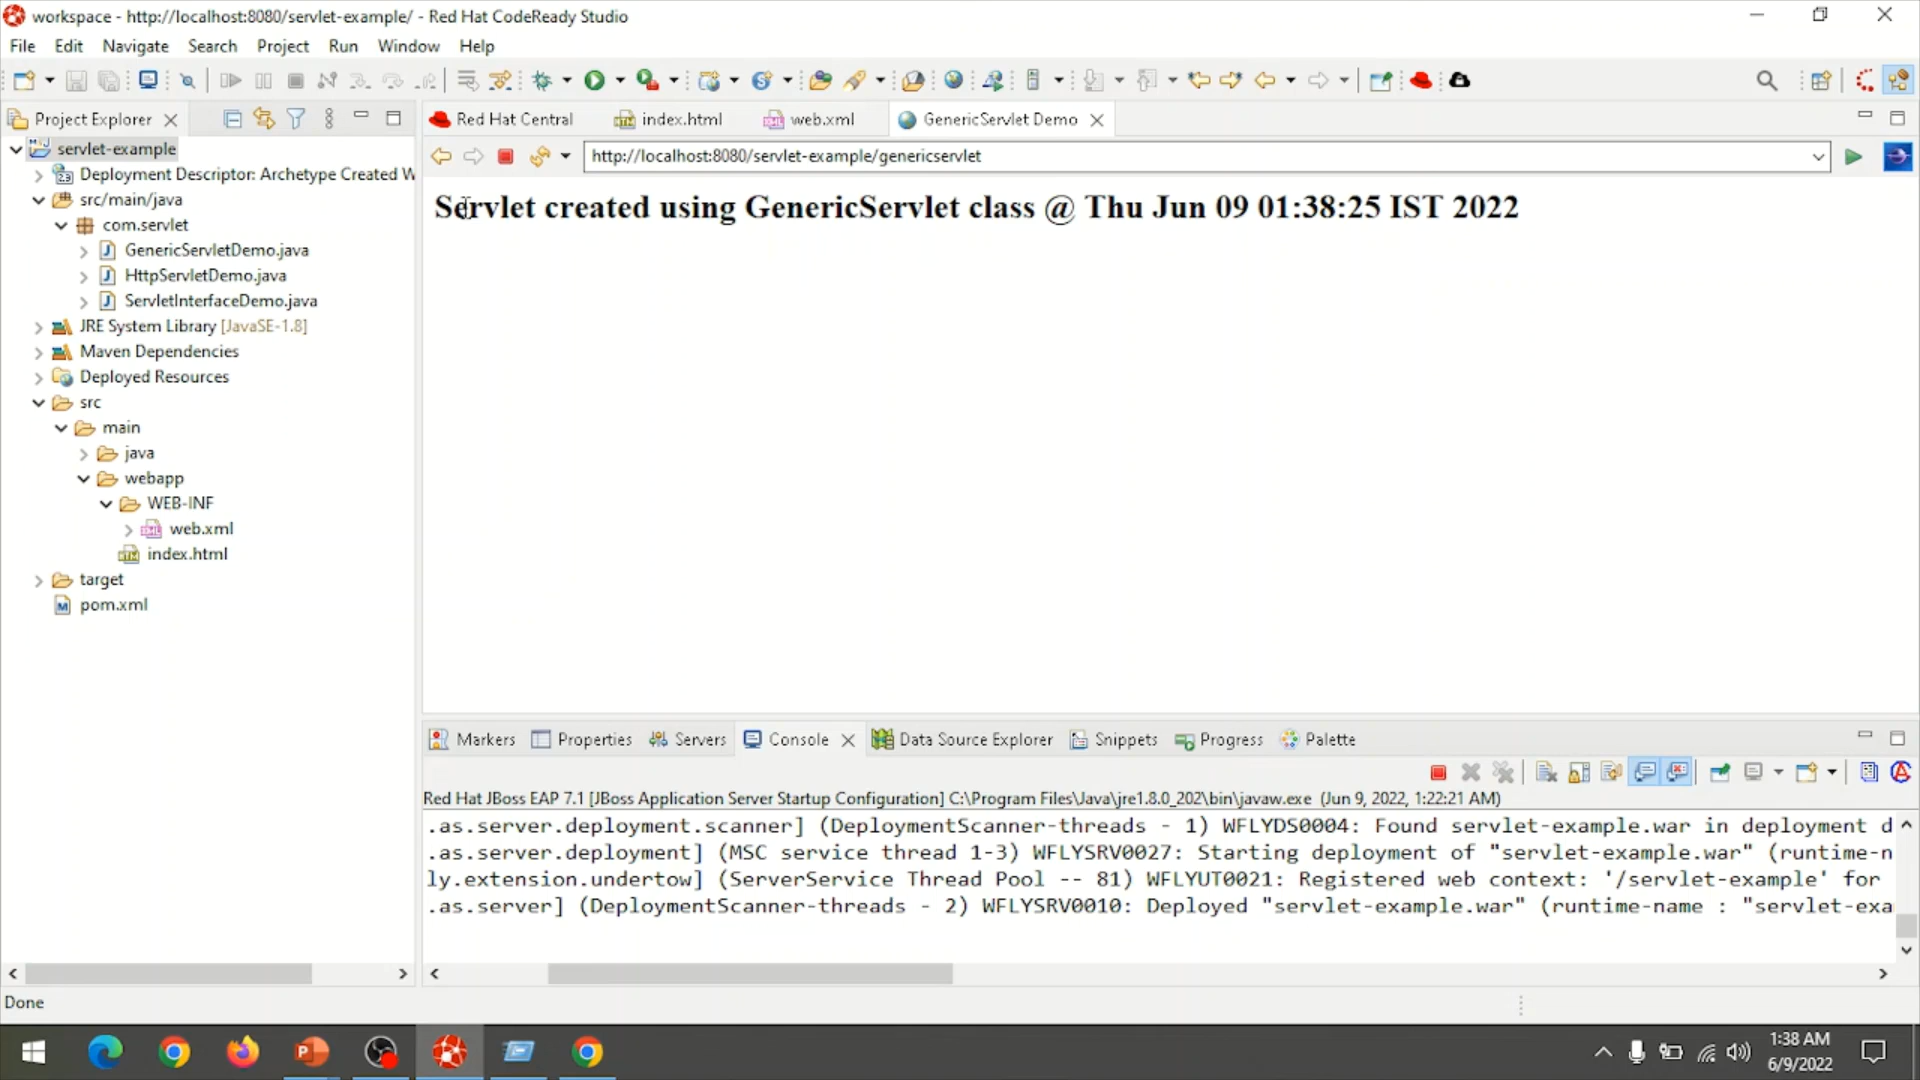 workspace - http://localhost:8080/servlet-example/ - Red Hat CodeReady Studio
File Edit Navigate Search Project Run Window Help
Project Explorer
servlet-example
Deployment Descriptor: Archetype Created W
src/main/java
com.servlet
GenericServletDemo.java
HttpServletDemo.java
ServletInterfaceDemo.java
JRE System Library [JavaSE-1.8]
Maven Dependencies
Deployed Resources
src
main
java
webapp
WEB-INF
web.xml
index.html
target
pom.xml
Red Hat Central index.html web.xml GenericServlet Demo
http://localhost:8080/servlet-example/genericservlet
Servlet created using GenericServlet class @ Thu Jun 09 01:38:25 IST 2022
Markers Properties Servers Console Data Source Explorer Snippets Progress Palette
Red Hat JBoss EAP 7.1 [JBoss Application Server Startup Configuration] C:\Program Files\Java\jre1.8.0_202\bin\javaw.exe (Jun 9, 2022, 1:22:21 AM)
.as.server.deployment.scanner] (DeploymentScanner-threads - 1) WFLYDS0004: Found servlet-example.war in deployment d
.as.server.deployment] (MSC service thread 1-3) WFLYSRV0027: Starting deployment of "servlet-example.war" (runtime-n
ly.extension.undertow] (ServerService Thread Pool -- 81) WFLYUT0021: Registered web context: '/servlet-example' for
.as.server] (DeploymentScanner-threads - 2) WFLYSRV0010: Deployed "servlet-example.war" (runtime-name : "servlet-exa
Done
1:38 AM
6/9/2022